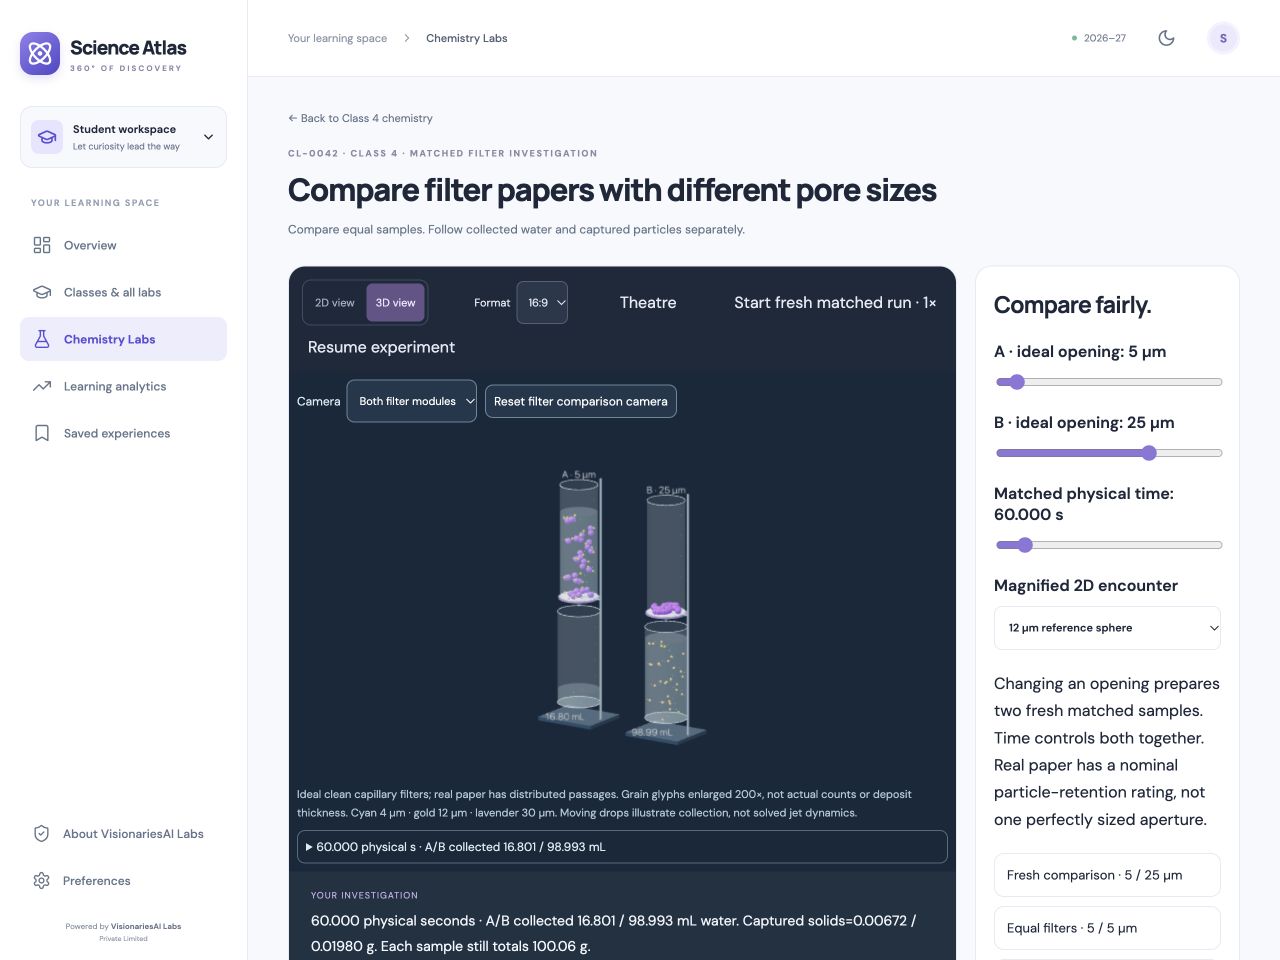 Science Atlas
360° OF DISCOVERY
Student workspace
Let curiosity lead the way
YOUR LEARNING SPACE
Overview
Classes & all labs
Chemistry Labs
Learning analytics
Saved experiences
About VisionariesAI Labs
Preferences
Powered by VisionariesAI Labs
Private Limited
Your learning space > Chemistry Labs
2026–27
S
← Back to Class 4 chemistry
CL-0042 · CLASS 4 · MATCHED FILTER INVESTIGATION
Compare filter papers with different pore sizes
Compare equal samples. Follow collected water and captured particles separately.
2D view 3D view Format 16:9 Theatre Start fresh matched run · 1×
Resume experiment
Camera Both filter modules Reset filter comparison camera
A · 5 µm
B · 25 µm
16.80 mL
98.99 mL
Ideal clean capillary filters; real paper has distributed passages. Grain glyphs enlarged 200×, not actual counts or deposit
thickness. Cyan 4 µm · gold 12 µm · lavender 30 µm. Moving drops illustrate collection, not solved jet dynamics.
▶ 60.000 physical s · A/B collected 16.801 / 98.993 mL
YOUR INVESTIGATION
60.000 physical seconds · A/B collected 16.801 / 98.993 mL water. Captured solids=0.00672 /
0.01980 g. Each sample still totals 100.06 g.
Compare fairly.
A · ideal opening: 5 µm
B · ideal opening: 25 µm
Matched physical time:
60.000 s
Magnified 2D encounter
12 µm reference sphere
Changing an opening prepares
two fresh matched samples.
Time controls both together.
Real paper has a nominal
particle-retention rating, not
one perfectly sized aperture.
Fresh comparison · 5 / 25 µm
Equal filters · 5 / 5 µm